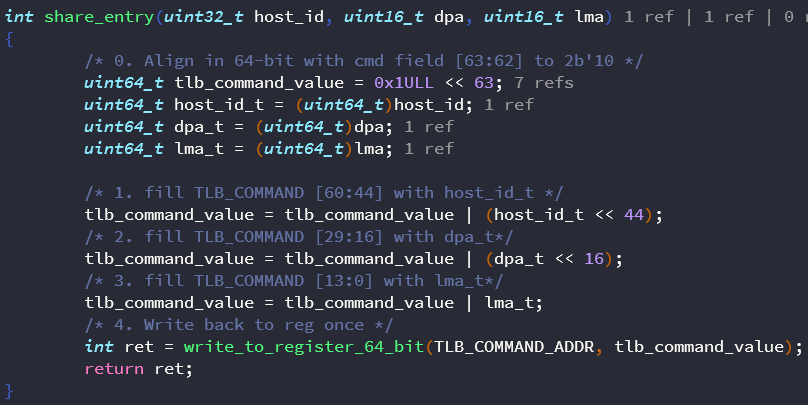 int share_entry(uint32_t host_id, uint16_t dpa, uint16_t lma) 1 ref | 1 ref | 0 r
{
/* 0. Align in 64-bit with cmd field [63:62] to 2b'10 */
uint64_t tlb_command_value = 0x1ULL << 63; 7 refs
uint64_t host_id_t = (uint64_t)host_id; 1 ref
uint64_t dpa_t = (uint64_t)dpa; 1 ref
uint64_t lma_t = (uint64_t)lma; 1 ref
/* 1. fill TLB_COMMAND [60:44] with host_id_t */
tlb_command_value = tlb_command_value | (host_id_t << 44);
/* 2. fill TLB_COMMAND [29:16] with dpa_t*/
tlb_command_value = tlb_command_value | (dpa_t << 16);
/* 3. fill TLB_COMMAND [13:0] with lma_t*/
tlb_command_value = tlb_command_value | lma_t;
/* 4. Write back to reg once */
int ret = write_to_register_64_bit(TLB_COMMAND_ADDR, tlb_command_value);
return ret;
}